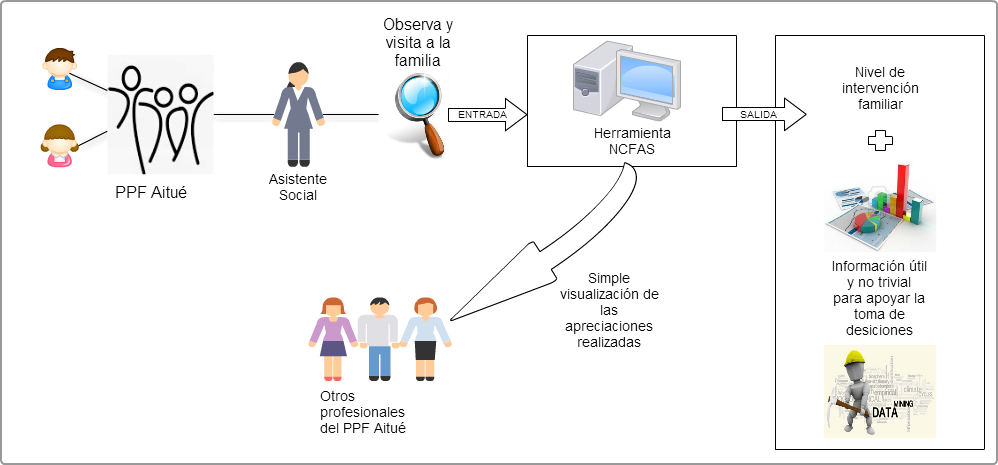 Observa y
visita a la
familia
PPF Aitué
Asistente
Social
ENTRADA
Herramienta
NCFAS
SALIDA
Nivel de
intervención
familiar
Información útil
y no trivial
para apoyar la
toma de
desiciones
DATA MINING
Simple
visualización de
las
apreciaciones
realizadas
Otros
profesionales
del PPF Aitué